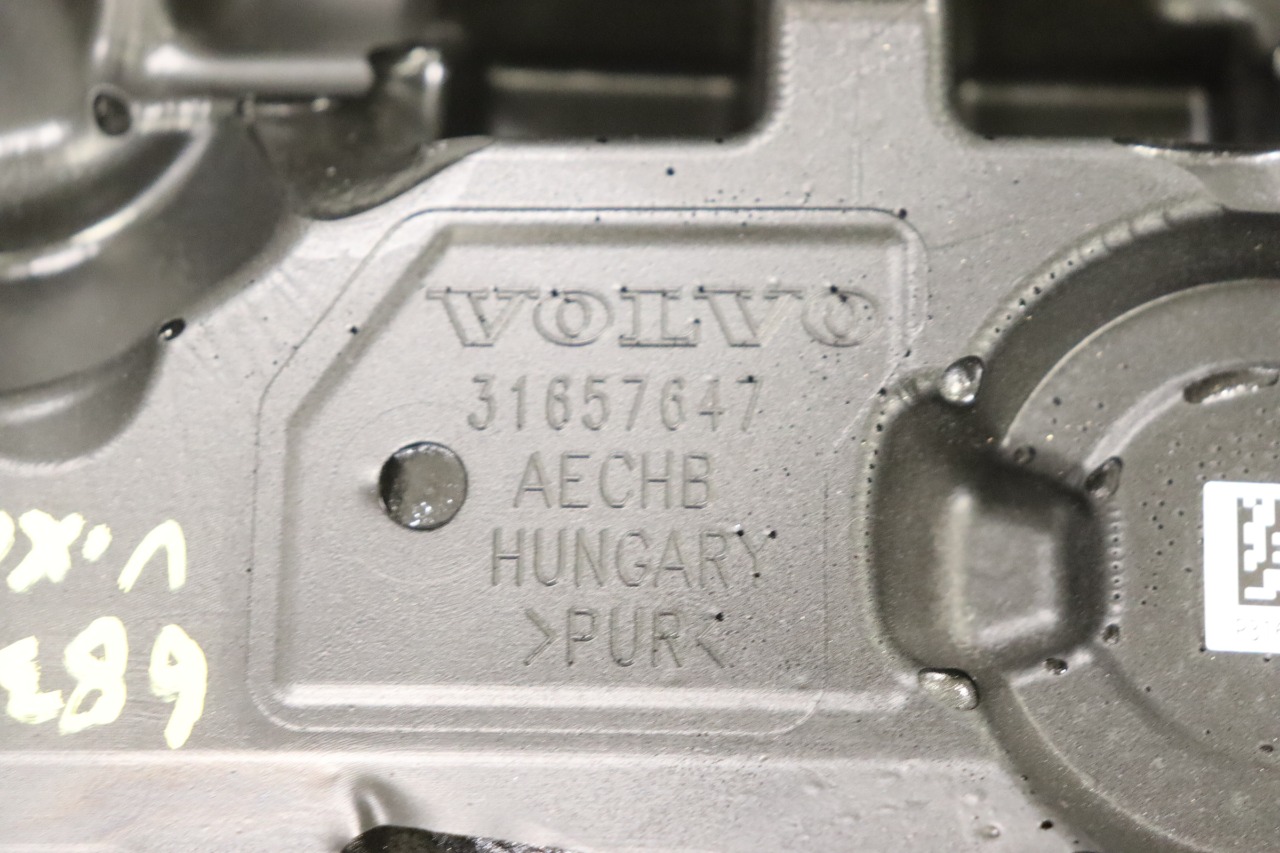 VOLVO
31657647
AECHB
HUNGARY
>PUR<